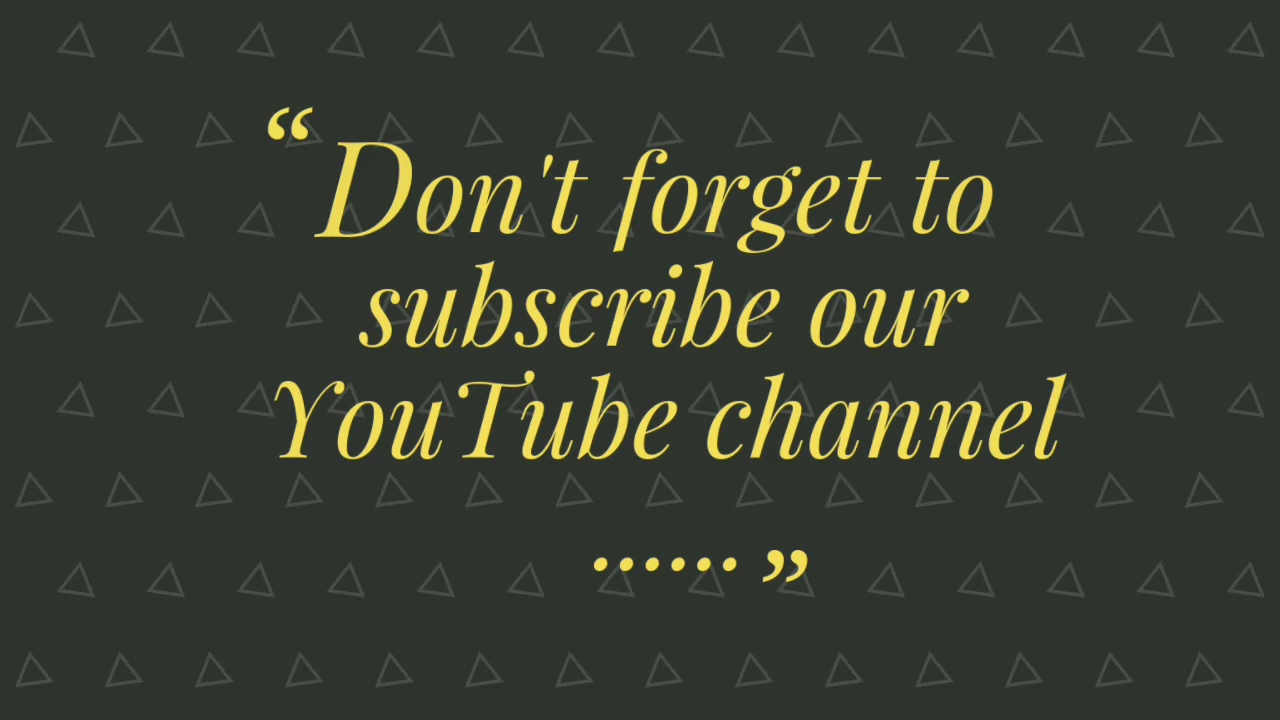 “Don't forget to
subscribe our
YouTube channel
......”